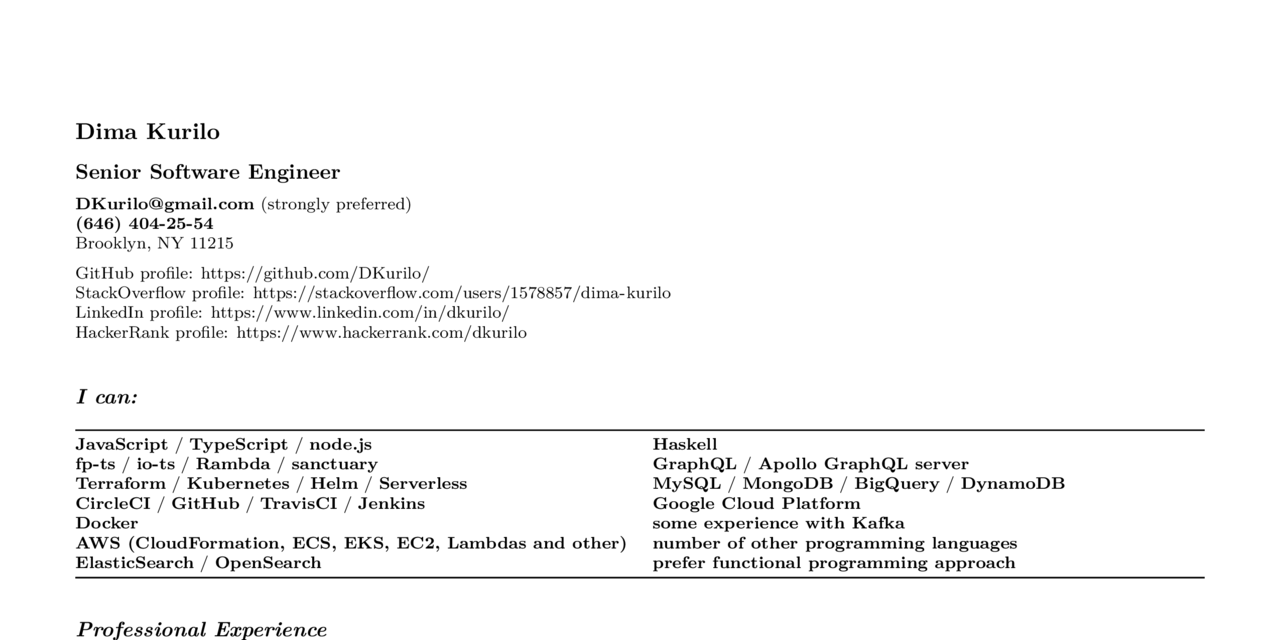 Dima Kurilo
Senior Software Engineer
DKurilo@gmail.com (strongly preferred)
(646) 404-25-54
Brooklyn, NY 11215
GitHub profile: https://github.com/DKurilo/
StackOverflow profile: https://stackoverflow.com/users/1578857/dima-kurilo
LinkedIn profile: https://www.linkedin.com/in/dkurilo/
HackerRank profile: https://www.hackerrank.com/dkurilo
I can:
JavaScript / TypeScript / node.js Haskell
fp-ts / io-ts / Rambda / sanctuary GraphQL / Apollo GraphQL server
Terraform / Kubernetes / Helm / Serverless MySQL / MongoDB / BigQuery / DynamoDB
CircleCI / GitHub / TravisCI / Jenkins Google Cloud Platform
Docker some experience with Kafka
AWS (CloudFormation, ECS, EKS, EC2, Lambdas and other) number of other programming languages
ElasticSearch / OpenSearch prefer functional programming approach
Professional Experience